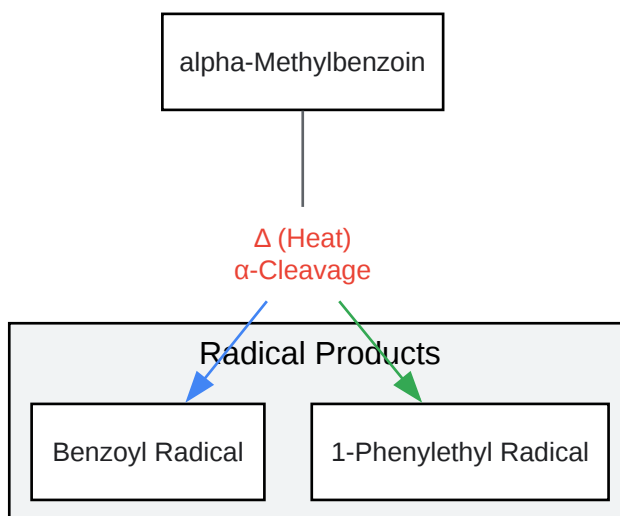 alpha-Methylbenzoin
Δ (Heat)
α-Cleavage
Radical Products
Benzoyl Radical
1-Phenylethyl Radical